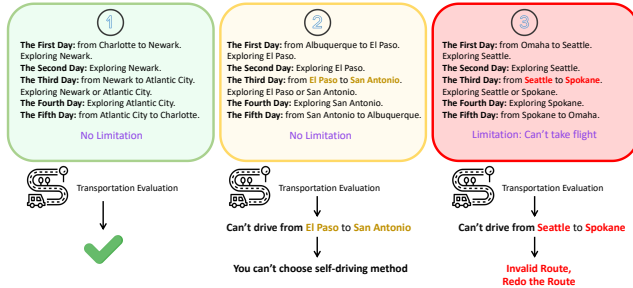 1
The First Day: from Charlotte to Newark.
Exploring Newark.
The Second Day: Exploring Newark.
The Third Day: from Newark to Atlantic City.
Exploring Newark or Atlantic City.
The Fourth Day: Exploring Atlantic City.
The Fifth Day: from Atlantic City to Charlotte.
No Limitation
Transportation Evaluation
2
The First Day: from Albuquerque to El Paso.
Exploring El Paso.
The Second Day: Exploring El Paso.
The Third Day: from El Paso to San Antonio.
Exploring El Paso or San Antonio.
The Fourth Day: Exploring San Antonio.
The Fifth Day: from San Antonio to Albuquerque.
No Limitation
Transportation Evaluation
Can't drive from El Paso to San Antonio
You can't choose self-driving method
3
The First Day: from Omaha to Seattle.
Exploring Seattle.
The Second Day: Exploring Seattle.
The Third Day: from Seattle to Spokane.
Exploring Seattle or Spokane.
The Fourth Day: Exploring Spokane.
The Fifth Day: from Spokane to Omaha.
Limitation: Can't take flight
Transportation Evaluation
Can't drive from Seattle to Spokane
Invalid Route,
Redo the Route